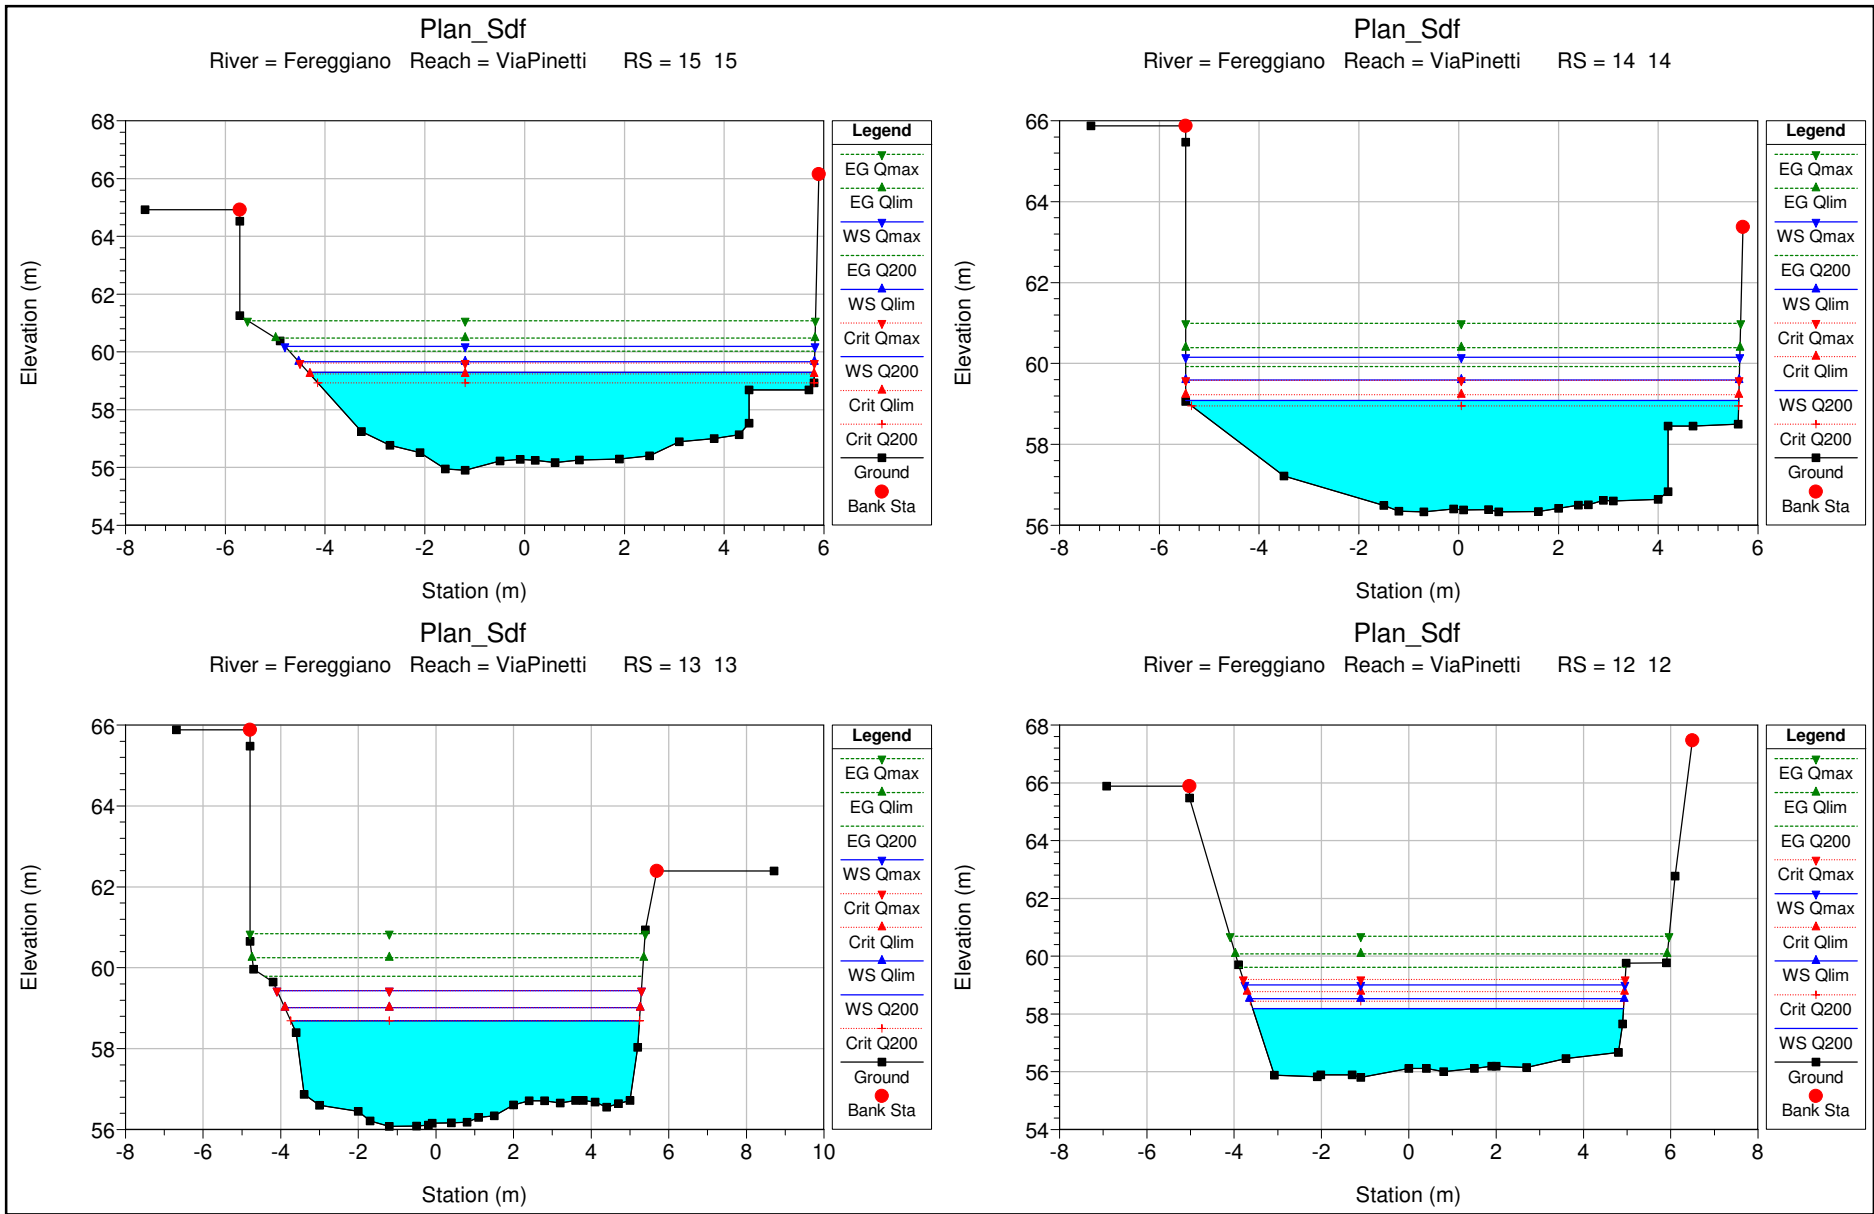 Plan_Sdf
River = Fereggiano Reach = ViaPinetti RS = 15 15
68
66
64
62
60
58
56
54
Elevation (m)
-8
-6
-4
-2
0
2
4
6
Station (m)
Legend
EG Qmax
EG Qlim
WS Qmax
EG Q200
WS Qlim
Crit Qmax
WS Q200
Crit Qlim
Crit Q200
Ground
Bank Sta
Plan_Sdf
River = Fereggiano Reach = ViaPinetti RS = 14 14
66
64
62
60
58
56
Elevation (m)
-8
-6
-4
-2
0
2
4
6
Station (m)
Legend
EG Qmax
EG Qlim
WS Qmax
EG Q200
WS Qlim
Crit Qmax
Crit Qlim
WS Q200
Crit Q200
Ground
Bank Sta
Plan_Sdf
River = Fereggiano Reach = ViaPinetti RS = 13 13
66
64
62
60
58
56
Elevation (m)
-8
-6
-4
-2
0
2
4
6
8
10
Station (m)
Legend
EG Qmax
EG Qlim
EG Q200
WS Qmax
Crit Qmax
Crit Qlim
WS Qlim
WS Q200
Crit Q200
Ground
Bank Sta
Plan_Sdf
River = Fereggiano Reach = ViaPinetti RS = 12 12
68
66
64
62
60
58
56
54
Elevation (m)
-8
-6
-4
-2
0
2
4
6
8
Station (m)
Legend
EG Qmax
EG Qlim
EG Q200
Crit Qmax
WS Qmax
Crit Qlim
WS Qlim
Crit Q200
WS Q200
Ground
Bank Sta